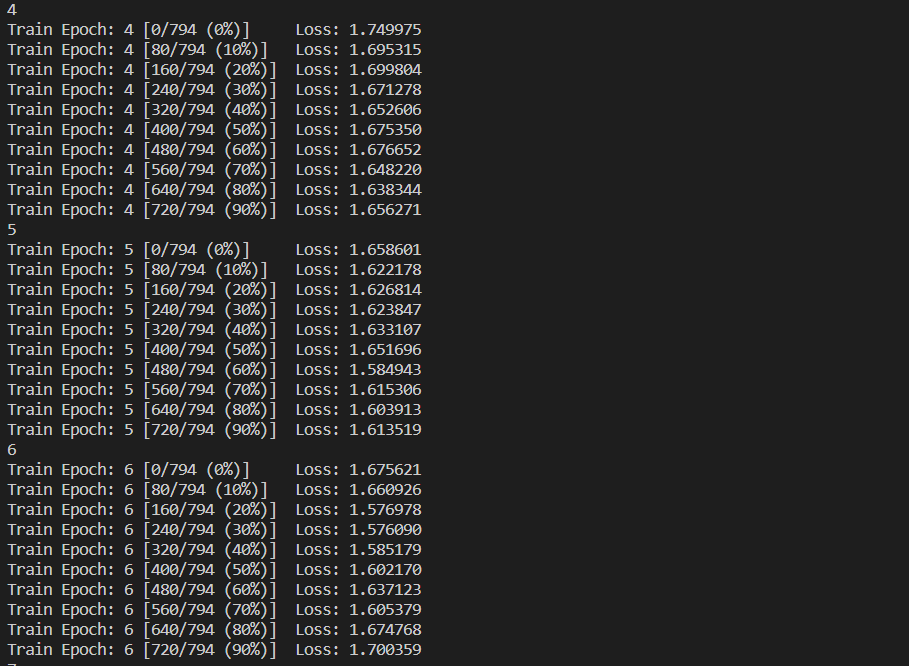 4
Train Epoch: 4 [0/794 (0%)]     Loss: 1.749975
Train Epoch: 4 [80/794 (10%)]   Loss: 1.695315
Train Epoch: 4 [160/794 (20%)]  Loss: 1.699804
Train Epoch: 4 [240/794 (30%)]  Loss: 1.671278
Train Epoch: 4 [320/794 (40%)]  Loss: 1.652606
Train Epoch: 4 [400/794 (50%)]  Loss: 1.675350
Train Epoch: 4 [480/794 (60%)]  Loss: 1.676652
Train Epoch: 4 [560/794 (70%)]  Loss: 1.648220
Train Epoch: 4 [640/794 (80%)]  Loss: 1.638344
Train Epoch: 4 [720/794 (90%)]  Loss: 1.656271
5
Train Epoch: 5 [0/794 (0%)]     Loss: 1.658601
Train Epoch: 5 [80/794 (10%)]   Loss: 1.622178
Train Epoch: 5 [160/794 (20%)]  Loss: 1.626814
Train Epoch: 5 [240/794 (30%)]  Loss: 1.623847
Train Epoch: 5 [320/794 (40%)]  Loss: 1.633107
Train Epoch: 5 [400/794 (50%)]  Loss: 1.651696
Train Epoch: 5 [480/794 (60%)]  Loss: 1.584943
Train Epoch: 5 [560/794 (70%)]  Loss: 1.615306
Train Epoch: 5 [640/794 (80%)]  Loss: 1.603913
Train Epoch: 5 [720/794 (90%)]  Loss: 1.613519
6
Train Epoch: 6 [0/794 (0%)]     Loss: 1.675621
Train Epoch: 6 [80/794 (10%)]   Loss: 1.660926
Train Epoch: 6 [160/794 (20%)]  Loss: 1.576978
Train Epoch: 6 [240/794 (30%)]  Loss: 1.576090
Train Epoch: 6 [320/794 (40%)]  Loss: 1.585179
Train Epoch: 6 [400/794 (50%)]  Loss: 1.602170
Train Epoch: 6 [480/794 (60%)]  Loss: 1.637123
Train Epoch: 6 [560/794 (70%)]  Loss: 1.605379
Train Epoch: 6 [640/794 (80%)]  Loss: 1.674768
Train Epoch: 6 [720/794 (90%)]  Loss: 1.700359